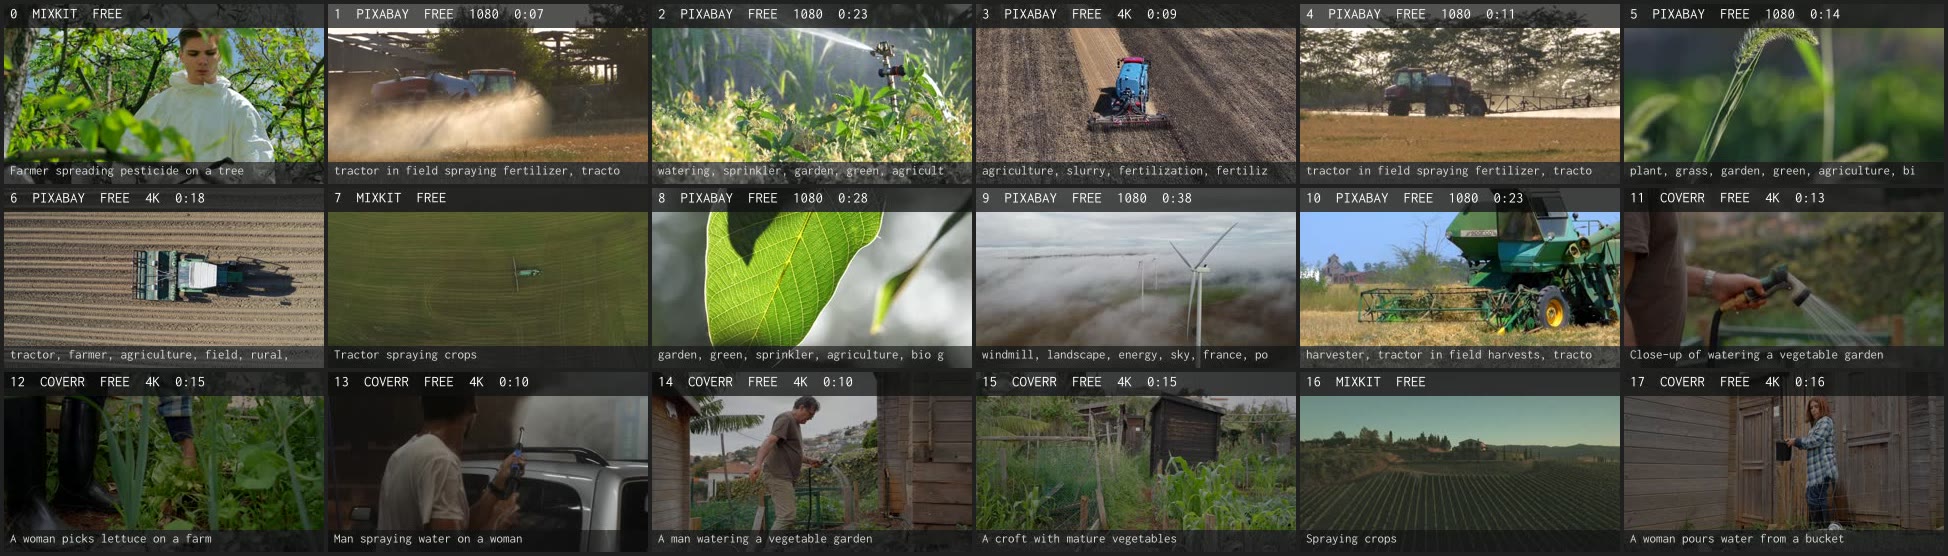 0 MIXKIT FREE
Farmer spreading pesticide on a tree
1 PIXABAY FREE 1080 0:07
tractor in field spraying fertilizer, tracto
2 PIXABAY FREE 1080 0:23
watering, sprinkler, garden, green, agricult
3 PIXABAY FREE 4K 0:09
agriculture, slurry, fertilization, fertiliz
4 PIXABAY FREE 1080 0:11
tractor in field spraying fertilizer, tracto
5 PIXABAY FREE 1080 0:14
plant, grass, garden, green, agriculture, bi
6 PIXABAY FREE 4K 0:18
tractor, farmer, agriculture, field, rural,
7 MIXKIT FREE
Tractor spraying crops
8 PIXABAY FREE 1080 0:28
garden, green, sprinkler, agriculture, bio g
9 PIXABAY FREE 1080 0:38
windmill, landscape, energy, sky, france, po
10 PIXABAY FREE 1080 0:23
harvester, tractor in field harvests, tracto
11 COVERR FREE 4K 0:13
Close-up of watering a vegetable garden
12 COVERR FREE 4K 0:15
A woman picks lettuce on a farm
13 COVERR FREE 4K 0:10
Man spraying water on a woman
14 COVERR FREE 4K 0:10
A man watering a vegetable garden
15 COVERR FREE 4K 0:15
A croft with mature vegetables
16 MIXKIT FREE
Spraying crops
17 COVERR FREE 4K 0:16
A woman pours water from a bucket